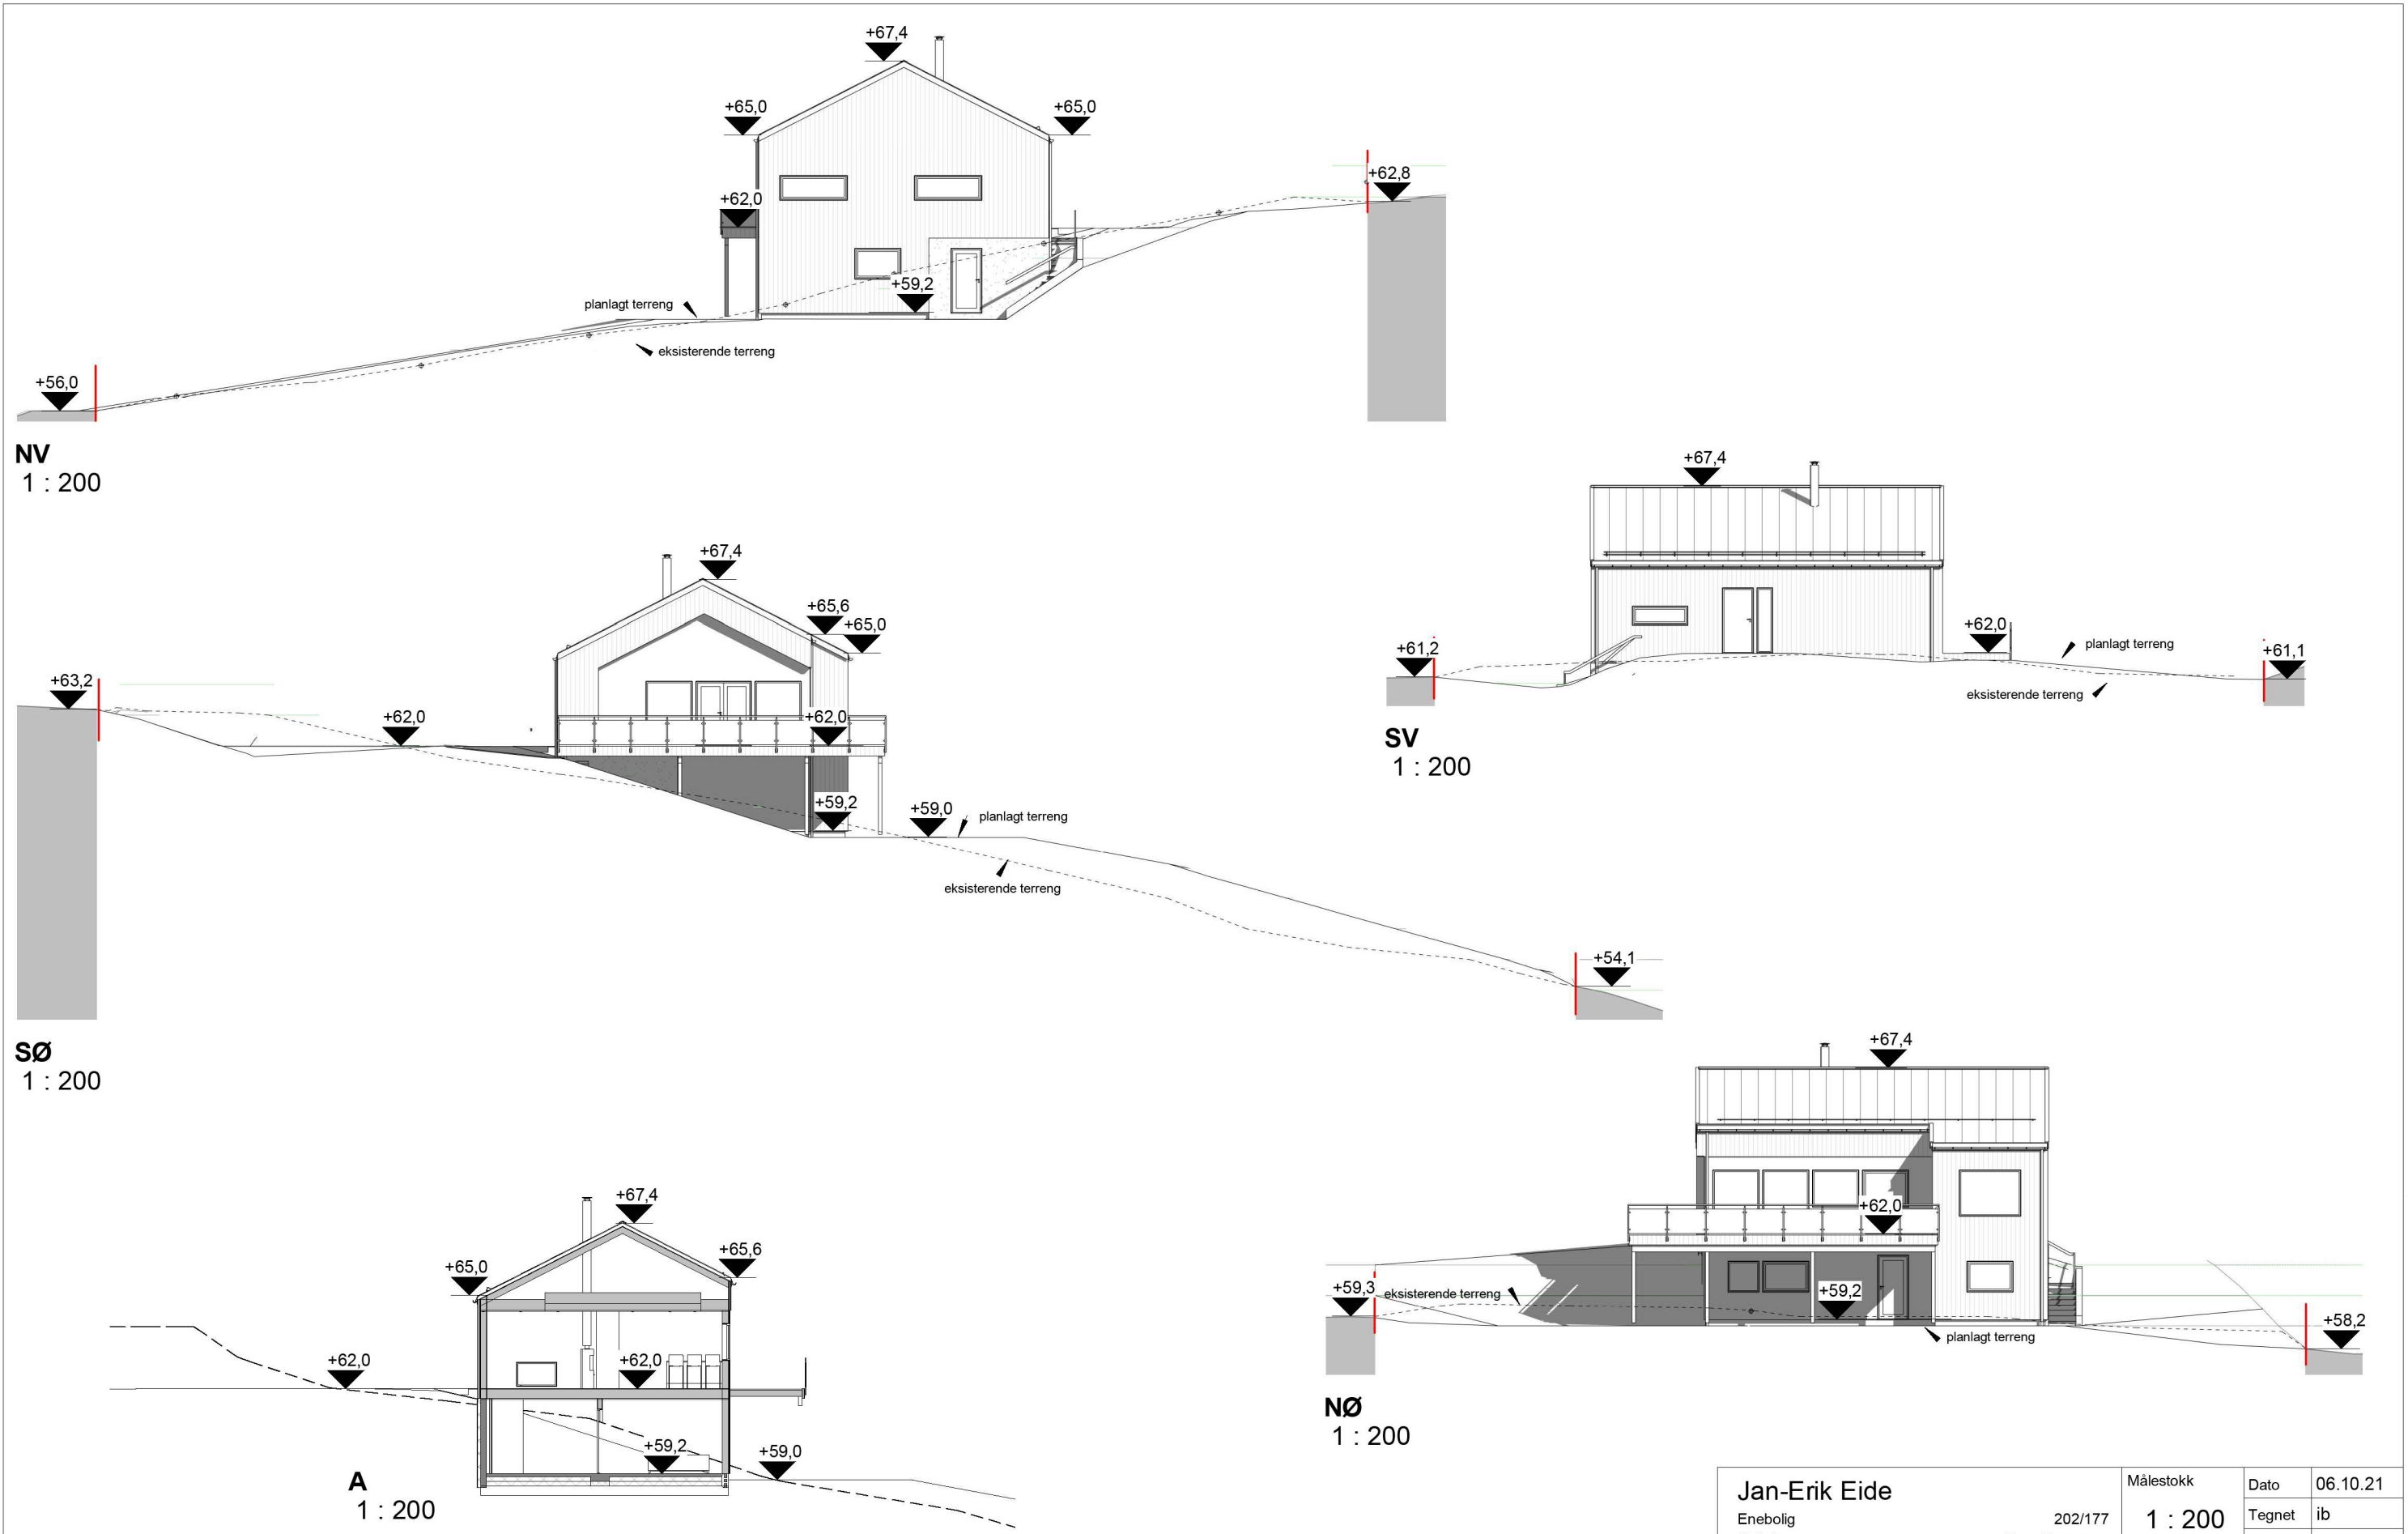 +67,4
+65,0
+65,0
+62,8
+62,0
+59,2
planlagt terreng
eksisterende terreng
+56,0
NV
1 : 200
+67,4
+62,0
+61,2
planlagt terreng
+61,1
eksisterende terreng
SV
1 : 200
+67,4
+65,6
+65,0
+63,2
+62,0
+62,0
+59,2
+59,0
planlagt terreng
eksisterende terreng
+54,1
SØ
1 : 200
+67,4
+62,0
+59,3
eksisterende terreng
+59,2
+58,2
planlagt terreng
NØ
1 : 200
+67,4
+65,6
+65,0
+62,0
+62,0
+59,2
+59,0
A
1 : 200
Jan-Erik Eide
Enebolig
202/177
Målestokk
1 : 200
Dato
06.10.21
Tegnet
ib